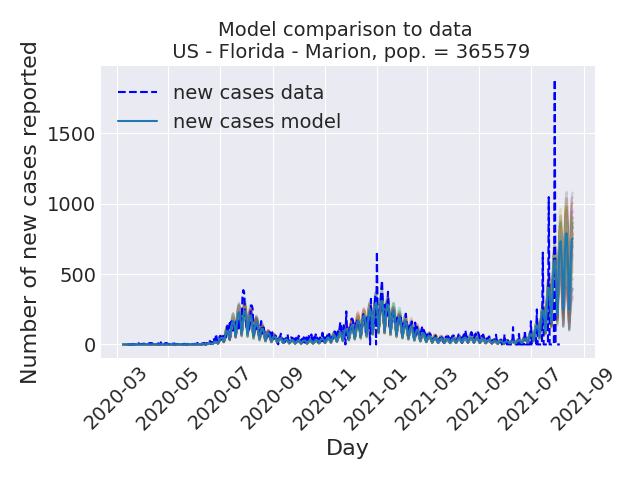 Model comparison to data
US - Florida - Marion, pop. = 365579
Number of new cases reported
new cases data
new cases model
1500
1000
500
0
2020-03
2020-05
2020-07
2020-09
2020-11
2021-01
2021-03
2021-05
2021-07
2021-09
Day